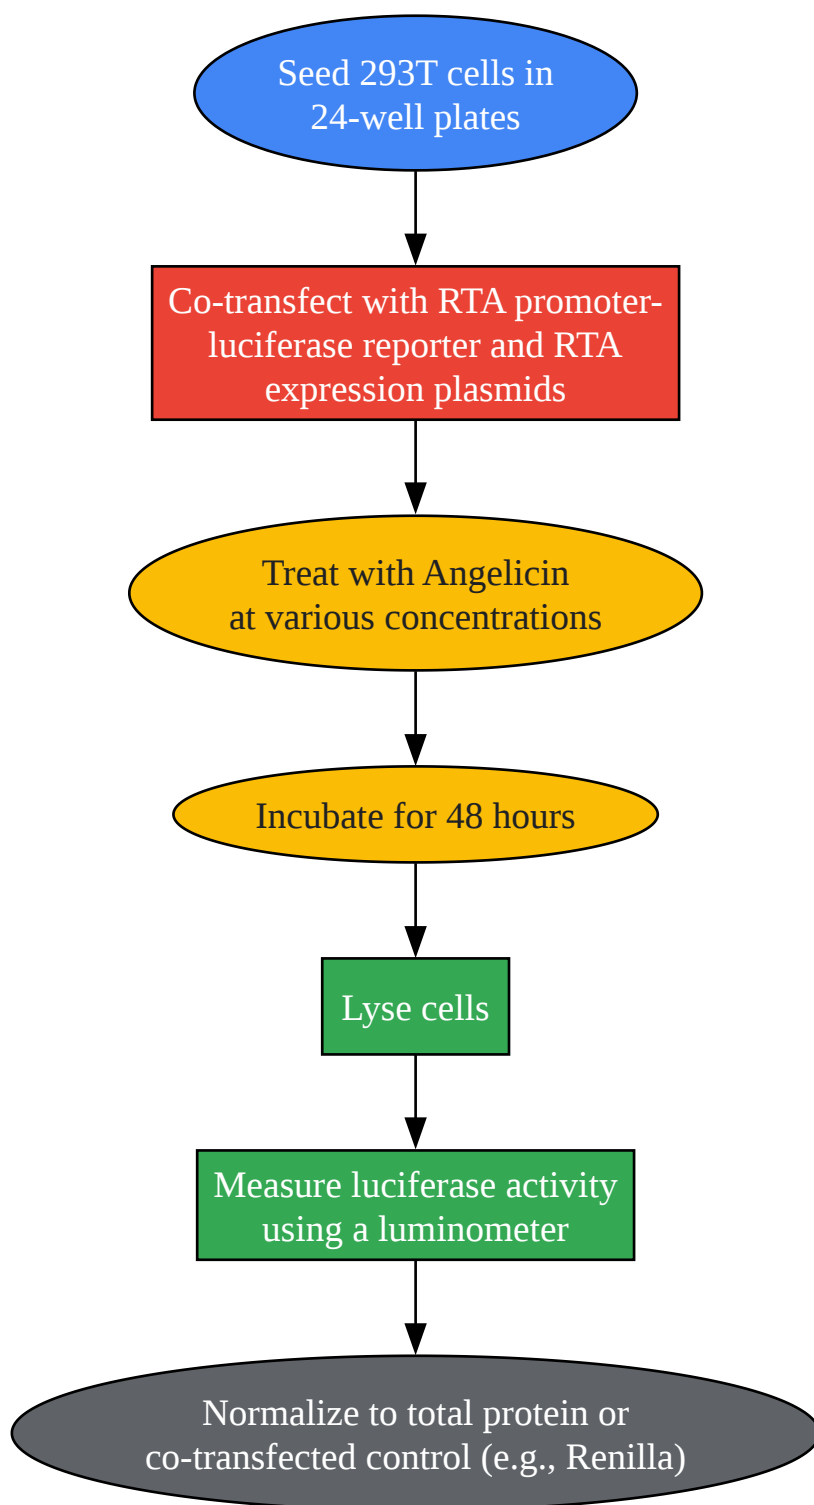 Seed 293T cells in
24-well plates
Co-transfect with RTA promoter-
luciferase reporter and RTA
expression plasmids
Treat with Angelicin
at various concentrations
Incubate for 48 hours
Lyse cells
Measure luciferase activity
using a luminometer
Normalize to total protein or
co-transfected control (e.g., Renilla)